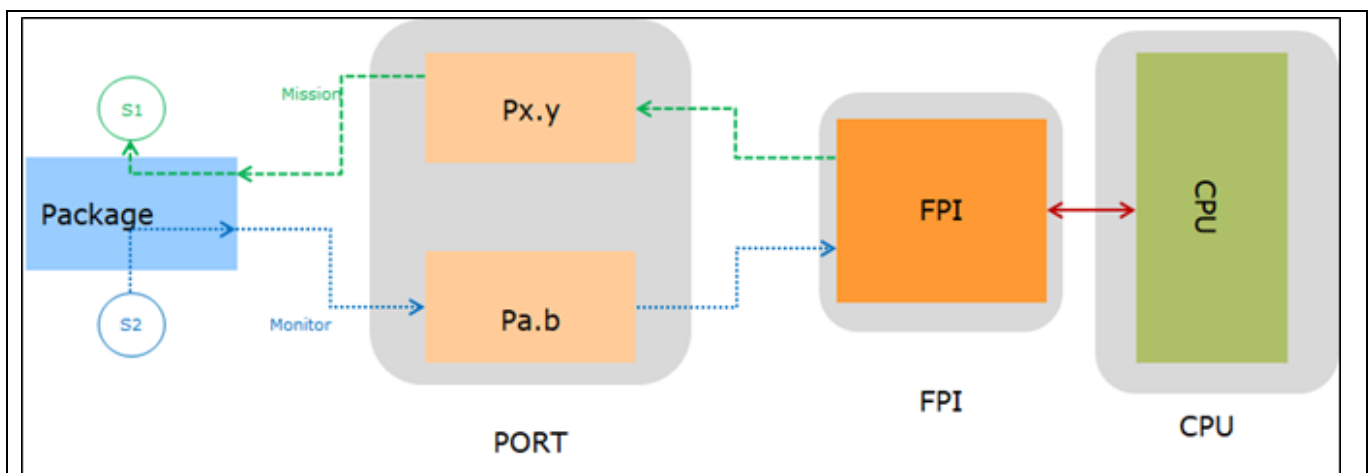 S1
Mission
Px.y
Package
FPI
CPU
S2
Monitor
Pa.b
PORT
FPI
CPU